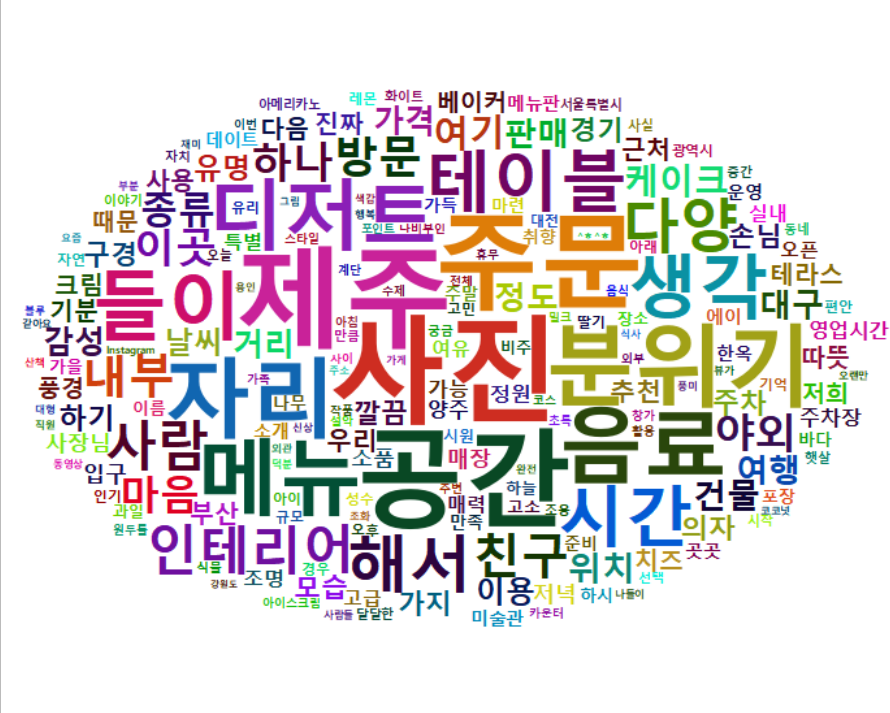 아메리카노 레몬 화이트 베이커 메뉴판 서울특별시
이번 다음 진짜 가격 여기 판매 경기 사실
재미 데이트 하나 방문 근처 광역시
자치 유명 테이블 케이크 중간
부분 사용 디저트 색감 운영
이야기 종류 유리 그림 행복 가득 마련 다양 실내
때문 포인트 나비부인 대전 손님 동네
요즘 이곳 특별 스타일 취향 주문 ^*^* 아래 오픈
자연 구경 오늘 제주 휴무 생각
크림 들이 용인 계단 수제 전체 주말 고민 정도 음식 테라스
블루 기분 대구 편안
같아요 감성 Instagram 날씨 거리 아침 만큼 궁금 밀크 딸기 장소 에이 영업시간
여유 비주 식사 분위기
산책 가을 내부 사이 주소 가게 사진 외부 한옥 뷰가 따뜻
풍경 자리 가족 오랜만
대형 하기 이름 나무 작품 설악 깔끔 가능 양주 정원 코스 추천 풍미 주차 기억 저희
직원 사장님 사람 소개 신상 우리 초록 음료 창가 활용 야외 주차장
동영상 입구 메뉴 외관 덕분 소품 시원 매장 공간 완전 여행 바다 햇살
인기 마음 아이 성수 주변 하늘 건물 포장
과일 부산 규모 조화 매력 만족 고소 조용 시간 의자 코코넛 시작
원두를 인테리어 오후 해서 친구 준비 위치 치즈 곳곳
식물 경우 선택
강원도 조명 모습 이용 저녁 하시 나들이
아이스크림 고급 가지
사람들 달달한 미술관 카운터